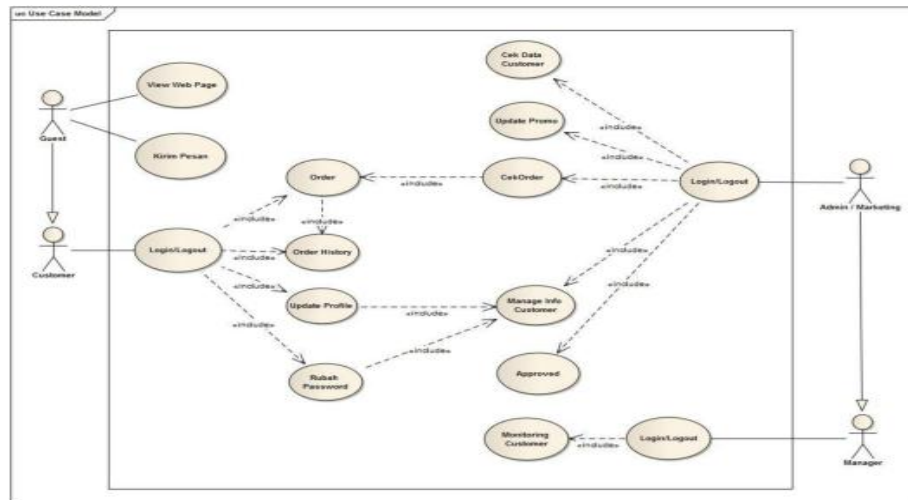 uc Use Case Model
Cek Data
Customer
View Web Page
Update Promo
«include»
Guest
Kirim Pesan
«include»
Order
«include»
CekOrder
«include»
Login/Logout
Admin / Marketing
«include»
«include»
Login/Logout
«include»
Order History
Customer
«include»
«include»
Update Profile
«include»
Manage Info
Customer
«include»
«include»
«include»
Rubah
Password
Approved
Monitoring
Customer
«include»
Login/Logout
Manager